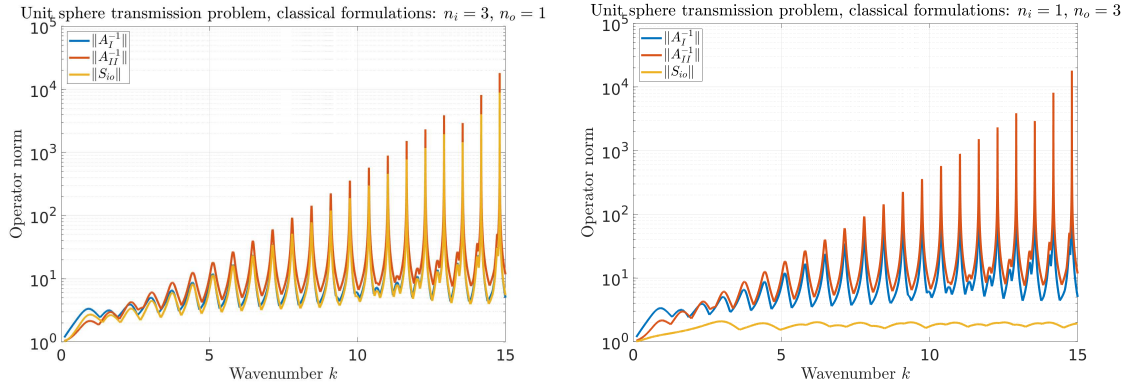 Unit sphere transmission problem, classical formulations: n_i = 3, n_o = 1
10^5
10^4
10^3
10^2
10^1
10^0
Operator norm
‖A_I^{-1}‖
‖A_{II}^{-1}‖
‖S_{io}‖
0
5
10
15
Wavenumber k
Unit sphere transmission problem, classical formulations: n_i = 1, n_o = 3
10^5
10^4
10^3
10^2
10^1
10^0
Operator norm
‖A_I^{-1}‖
‖A_{II}^{-1}‖
‖S_{io}‖
0
5
10
15
Wavenumber k